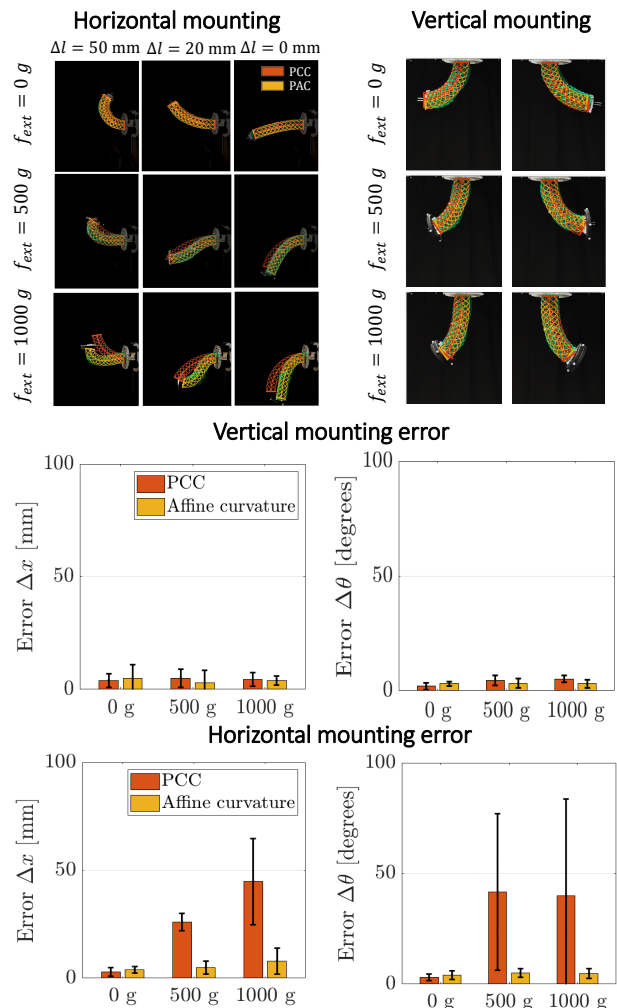 Horizontal mounting
Δl = 50 mm Δl = 20 mm Δl = 0 mm
PCC
PAC
f_ext = 0 g
f_ext = 500 g
f_ext = 1000 g
Vertical mounting
f_ext = 0 g
f_ext = 500 g
f_ext = 1000 g
Vertical mounting error
100
50
0
Error Δx [mm]
PCC
Affine curvature
0 g 500 g 1000 g
100
50
0
Error Δθ [degrees]
0 g 500 g 1000 g
Horizontal mounting error
100
50
0
Error Δx [mm]
PCC
Affine curvature
0 g 500 g 1000 g
100
50
0
Error Δθ [degrees]
0 g 500 g 1000 g